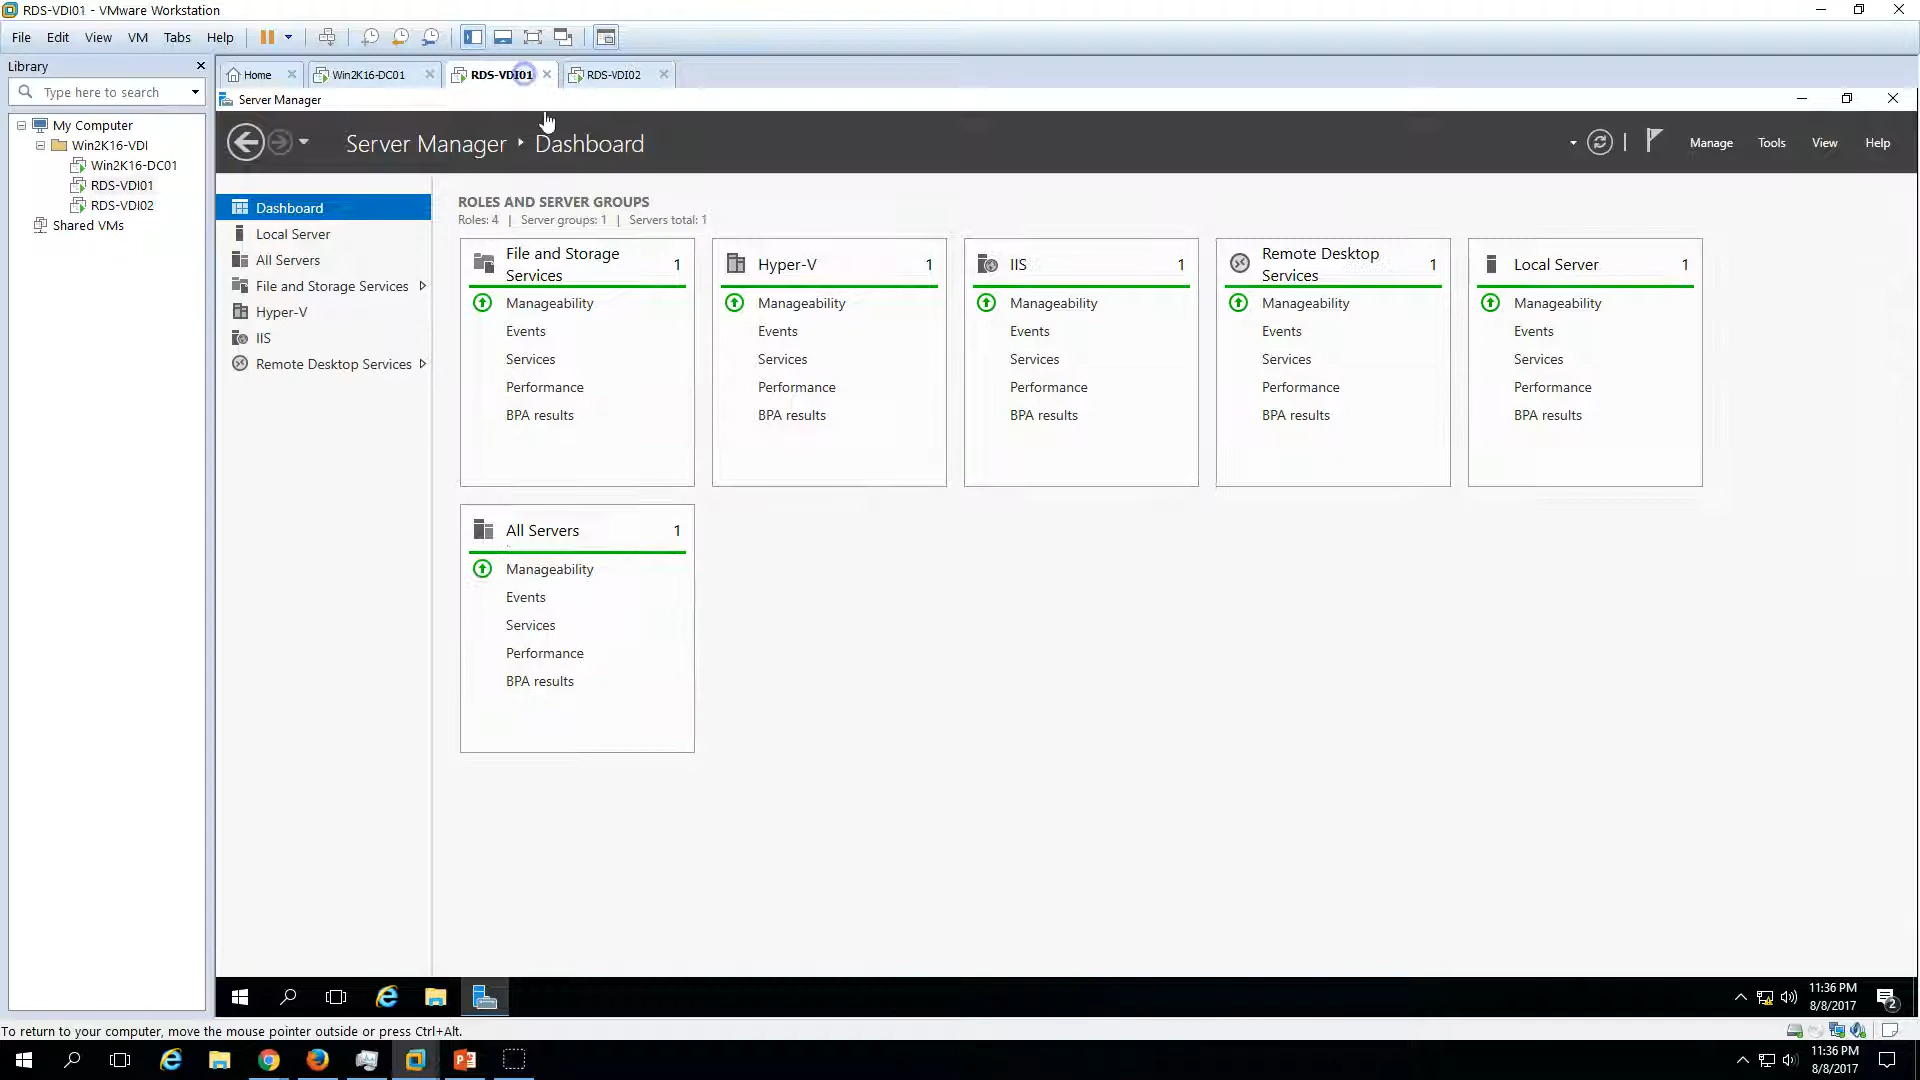 RDS-VDI01 - VMware Workstation
File Edit View VM Tabs Help
Library
Type here to search
My Computer
Win2K16-VDI
Win2K16-DC01
RDS-VDI01
RDS-VDI02
Shared VMs
Home Win2K16-DC01 RDS-VDI01 RDS-VDI02
Server Manager
Server Manager Dashboard
Manage Tools View Help
Dashboard
Local Server
All Servers
File and Storage Services
Hyper-V
IIS
Remote Desktop Services
ROLES AND SERVER GROUPS
Roles: 4 | Server groups: 1 | Servers total: 1
File and Storage Services 1
Manageability
Events
Services
Performance
BPA results
Hyper-V 1
Manageability
Events
Services
Performance
BPA results
IIS 1
Manageability
Events
Services
Performance
BPA results
Remote Desktop Services 1
Manageability
Events
Services
Performance
BPA results
Local Server 1
Manageability
Events
Services
Performance
BPA results
All Servers 1
Manageability
Events
Services
Performance
BPA results
11:36 PM
8/8/2017
2
To return to your computer, move the mouse pointer outside or press Ctrl+Alt.
11:36 PM
8/8/2017